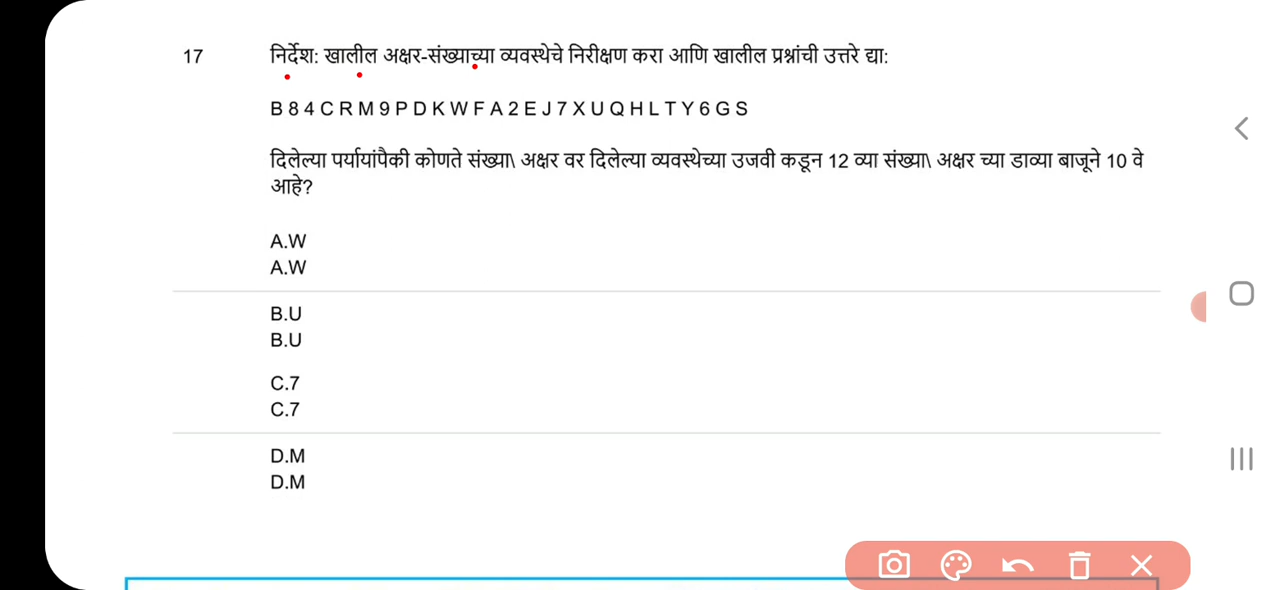 17 निर्देश: खालील अक्षर-संख्याच्या व्यवस्थेचे निरीक्षण करा आणि खालील प्रश्नांची उत्तरे द्या:
B 8 4 C R M 9 P D K W F A 2 E J 7 X U Q H L T Y 6 G S
दिलेल्या पर्यायांपैकी कोणते संख्या\ अक्षर वर दिलेल्या व्यवस्थेच्या उजवी कडून 12 व्या संख्या\ अक्षर च्या डाव्या बाजूने 10 वे
आहे?
A.W
A.W
B.U
B.U
C.7
C.7
D.M
D.M